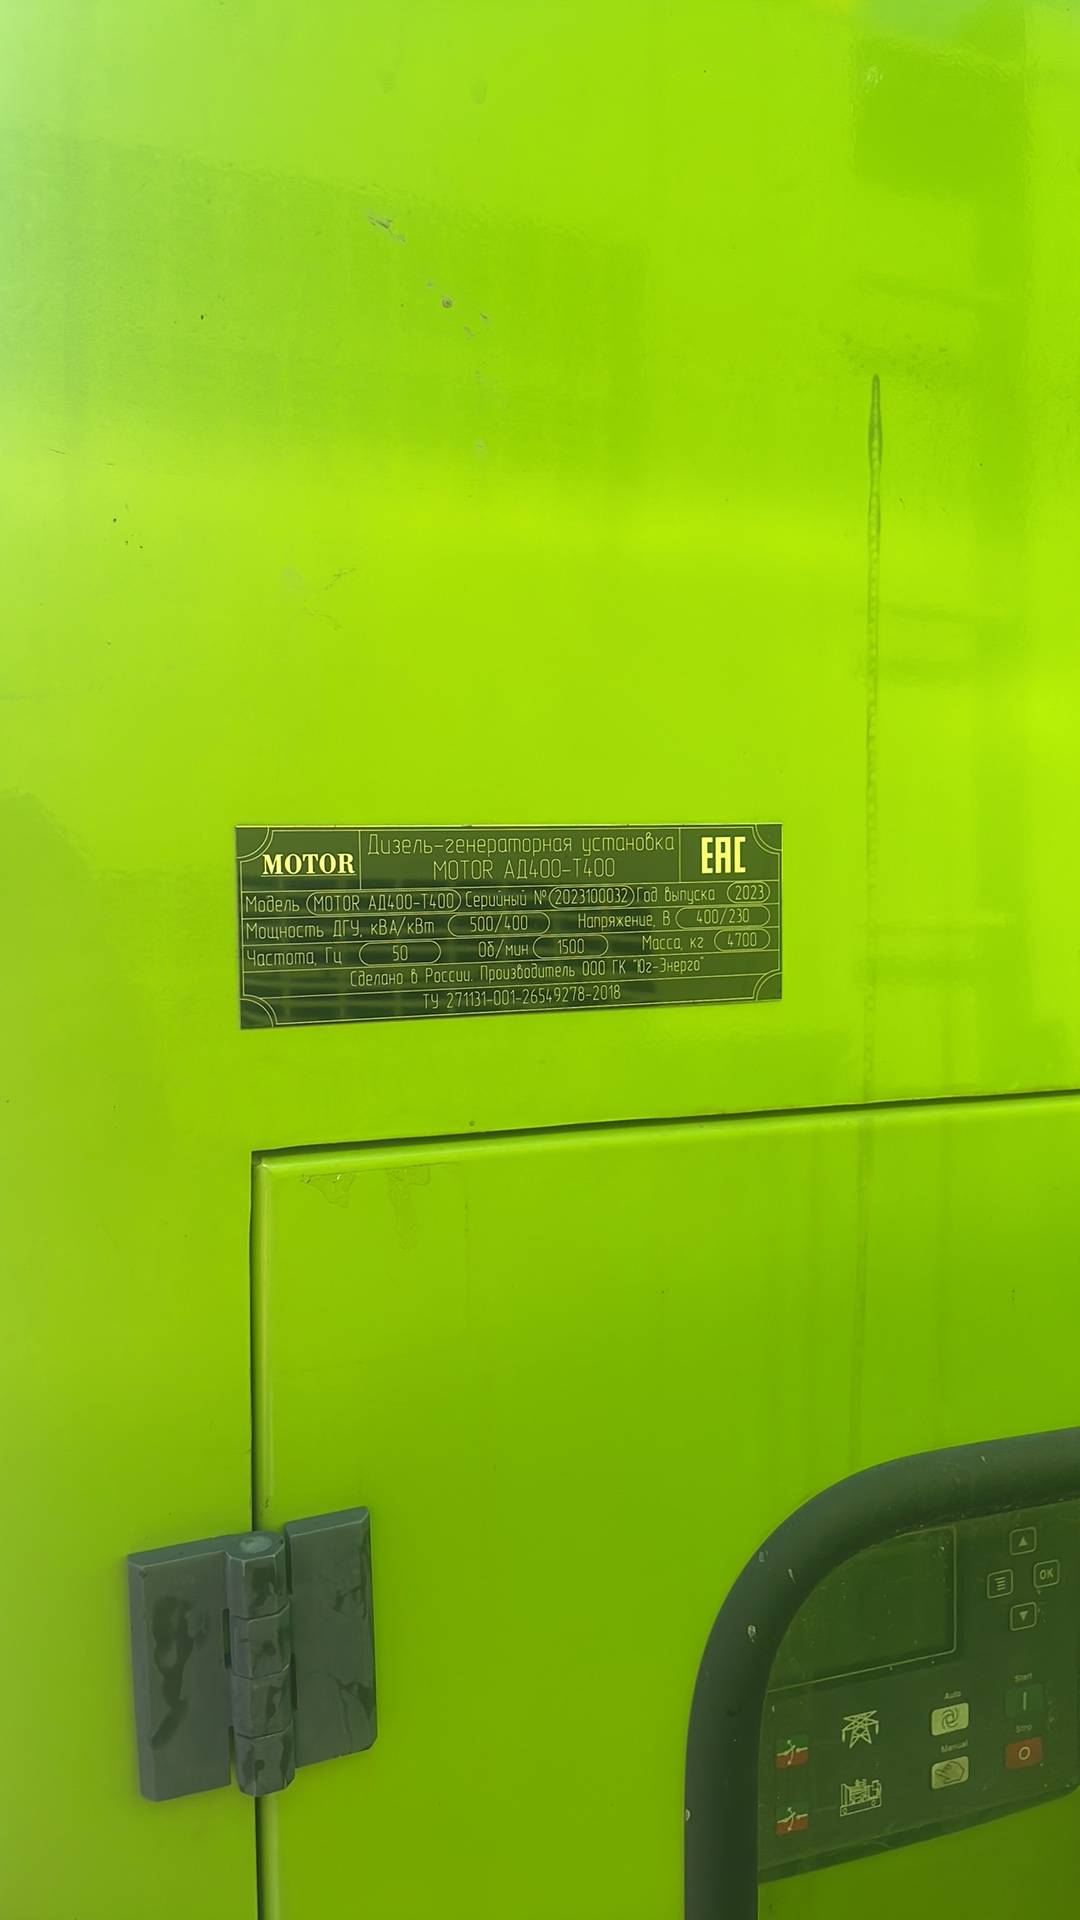 MOTOR
Дизель-генераторная установка
MOTOR АД400-Т400
EAC
Модель MOTOR АД400-Т400 Серийный № 2023100032 Год выпуска 2023
Мощность ДГУ, кВА/кВт 500/400 Напряжение, В 400/230
Частота, Гц 50 Об/мин 1500 Масса, кг 4700
Сделано в России. Производитель ООО ГК "Юг-Энерго"
ТУ 271131-001-26549278-2018
OK
Start
Auto
Stop
Manual